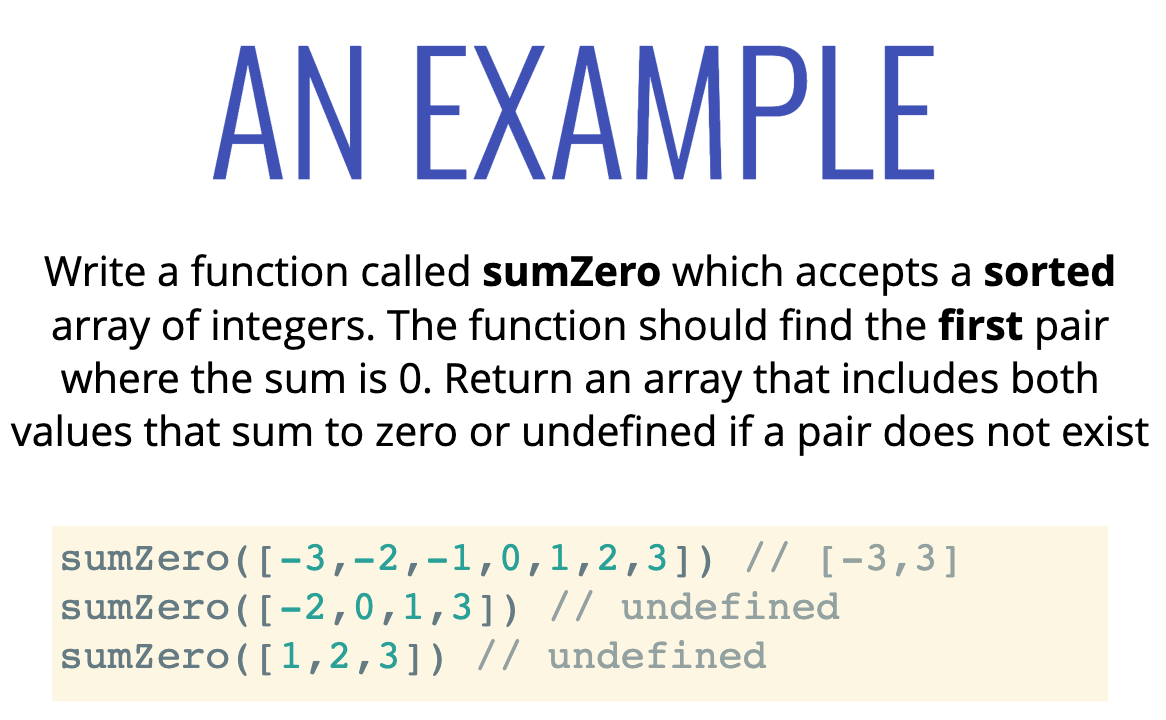 AN EXAMPLE
Write a function called sumZero which accepts a sorted
array of integers. The function should find the first pair
where the sum is 0. Return an array that includes both
values that sum to zero or undefined if a pair does not exist
sumZero([-3,-2,-1,0,1,2,3]) // [-3,3]
sumZero([-2,0,1,3]) // undefined
sumZero([1,2,3]) // undefined